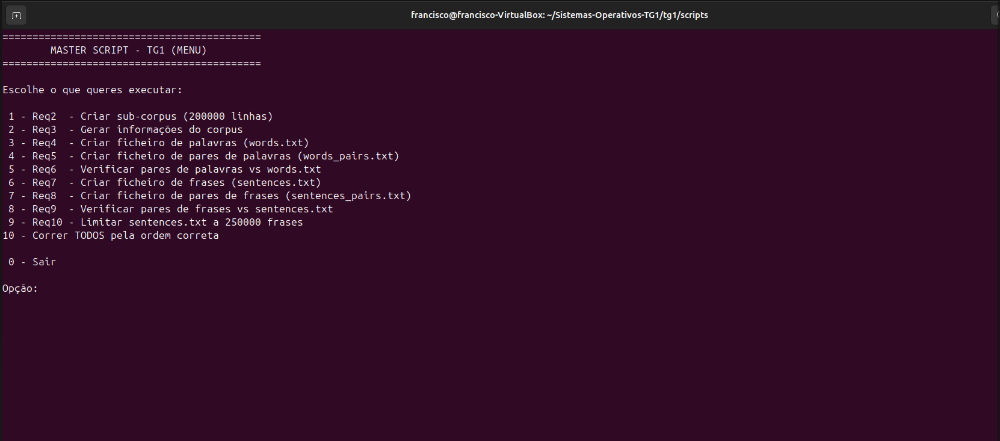 francisco@francisco-VirtualBox: ~/Sistemas-Operativos-TG1/tg1/scripts
===========================================
MASTER SCRIPT - TG1 (MENU)
===========================================
Escolhe o que queres executar:
1 - Req2  - Criar sub-corpus (200000 linhas)
2 - Req3  - Gerar informações do corpus
3 - Req4  - Criar ficheiro de palavras (words.txt)
4 - Req5  - Criar ficheiro de pares de palavras (words_pairs.txt)
5 - Req6  - Verificar pares de palavras vs words.txt
6 - Req7  - Criar ficheiro de frases (sentences.txt)
7 - Req8  - Criar ficheiro de pares de frases (sentences_pairs.txt)
8 - Req9  - Verificar pares de frases vs sentences.txt
9 - Req10 - Limitar sentences.txt a 250000 frases
10 - Correr TODOS pela ordem correta
0 - Sair
Opção: